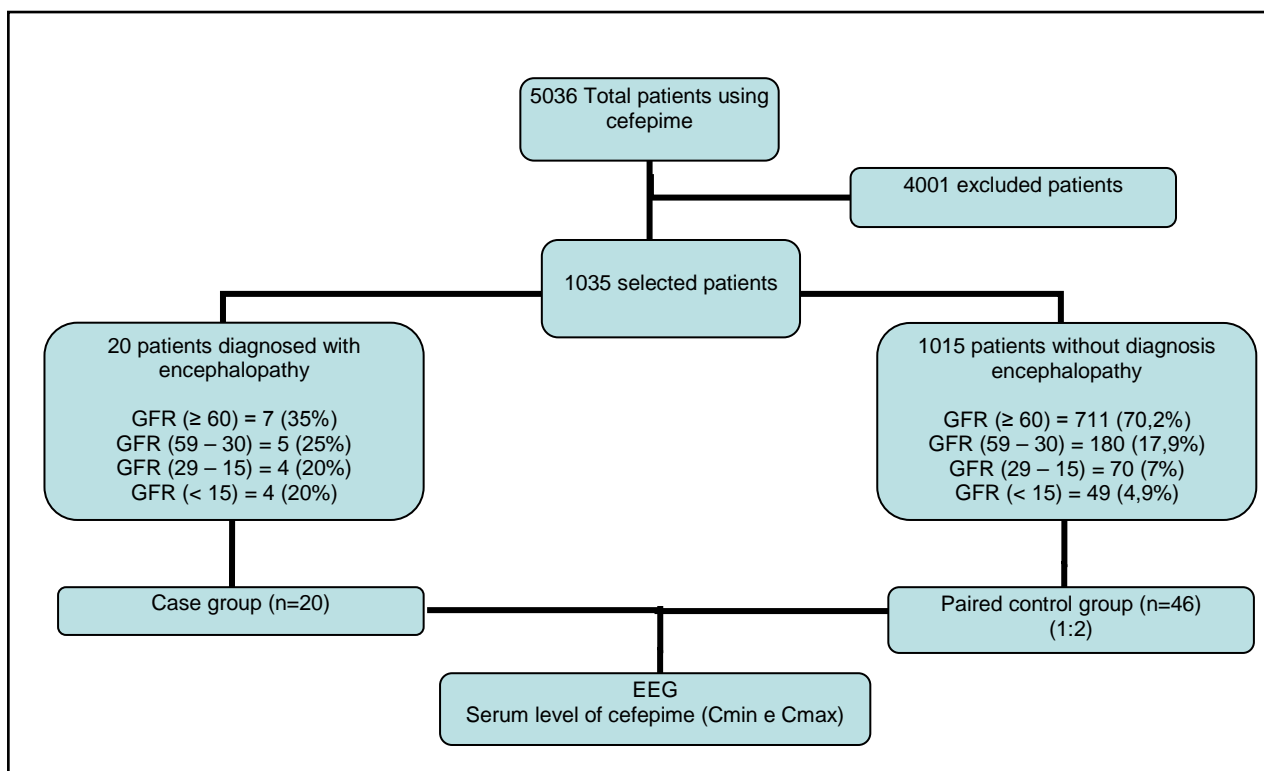 5036 Total patients using
cefepime
4001 excluded patients
1035 selected patients
20 patients diagnosed with
encephalopathy
GFR (≥ 60) = 7 (35%)
GFR (59 – 30) = 5 (25%)
GFR (29 – 15) = 4 (20%)
GFR (< 15) = 4 (20%)
1015 patients without diagnosis
encephalopathy
GFR (≥ 60) = 711 (70,2%)
GFR (59 – 30) = 180 (17,9%)
GFR (29 – 15) = 70 (7%)
GFR (< 15) = 49 (4,9%)
Case group (n=20)
Paired control group (n=46)
(1:2)
EEG
Serum level of cefepime (Cmin e Cmax)